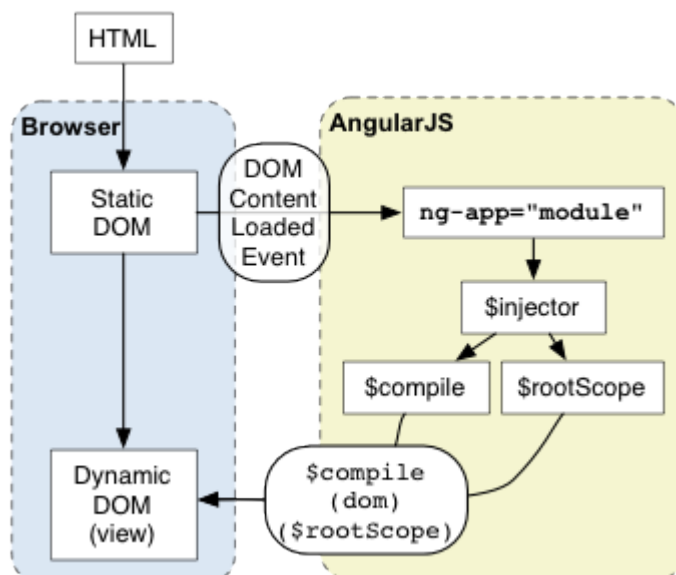 HTML
Browser
AngularJS
Static
DOM
DOM
Content
Loaded
Event
ng-app="module"
$injector
$compile
$rootScope
Dynamic
DOM
(view)
$compile
(dom)
($rootScope)